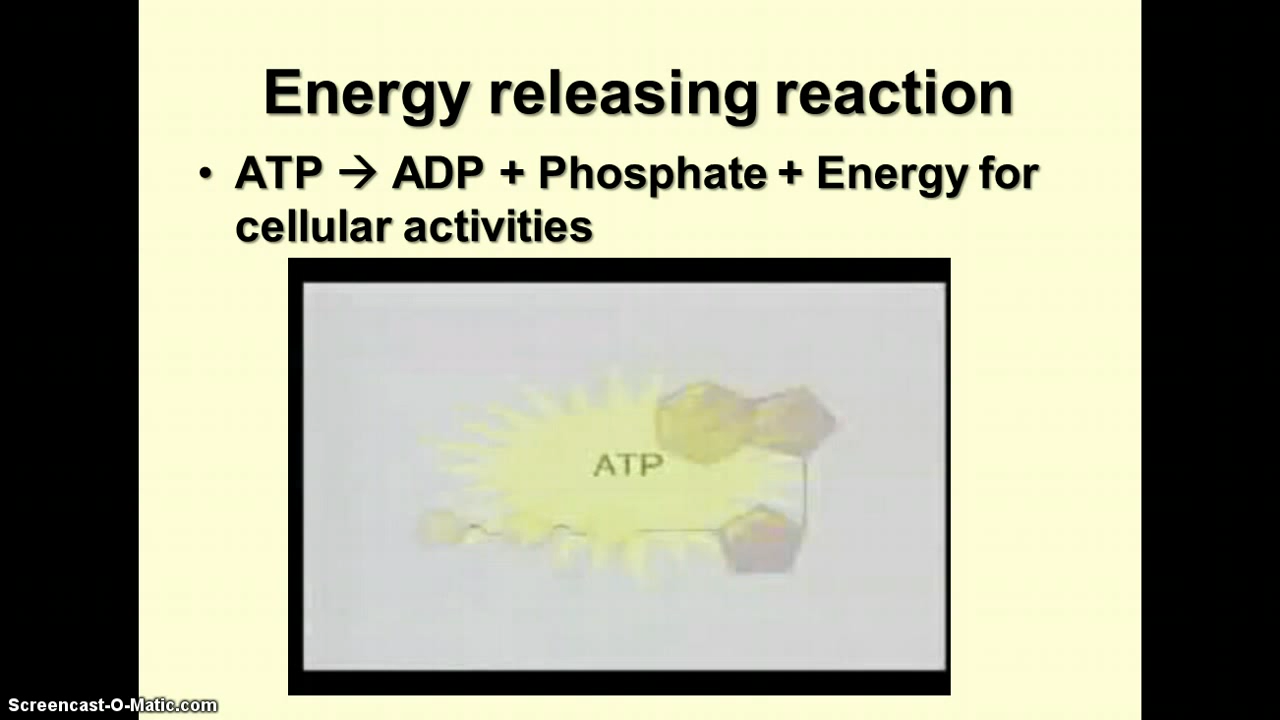 Energy releasing reaction
• ATP → ADP + Phosphate + Energy for
cellular activities
ATP
Screencast-O-Matic.com